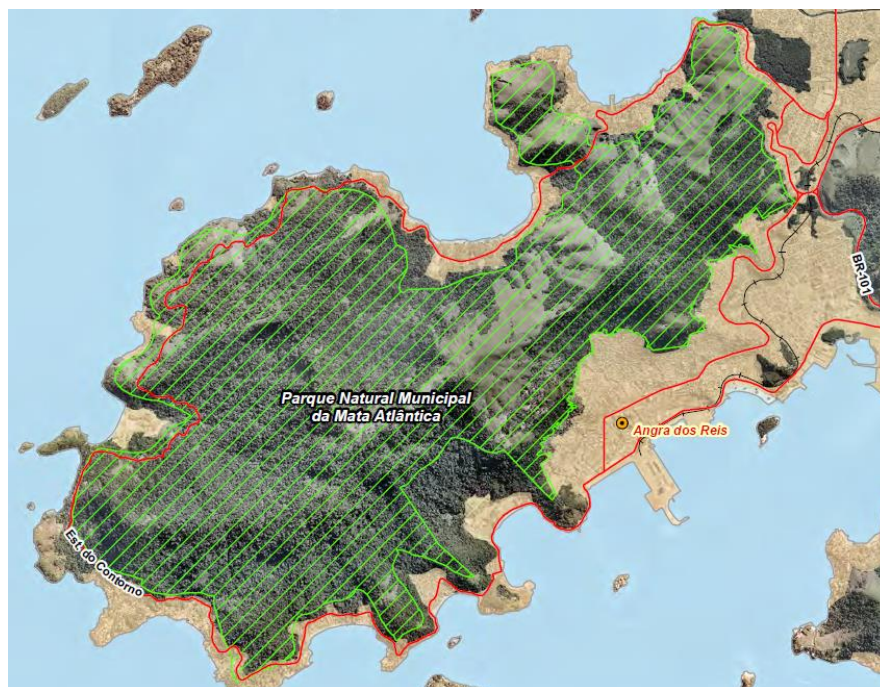 BR-101
Parque Natural Municipal
da Mata Atlântica
Angra dos Reis
Est. do Contorno